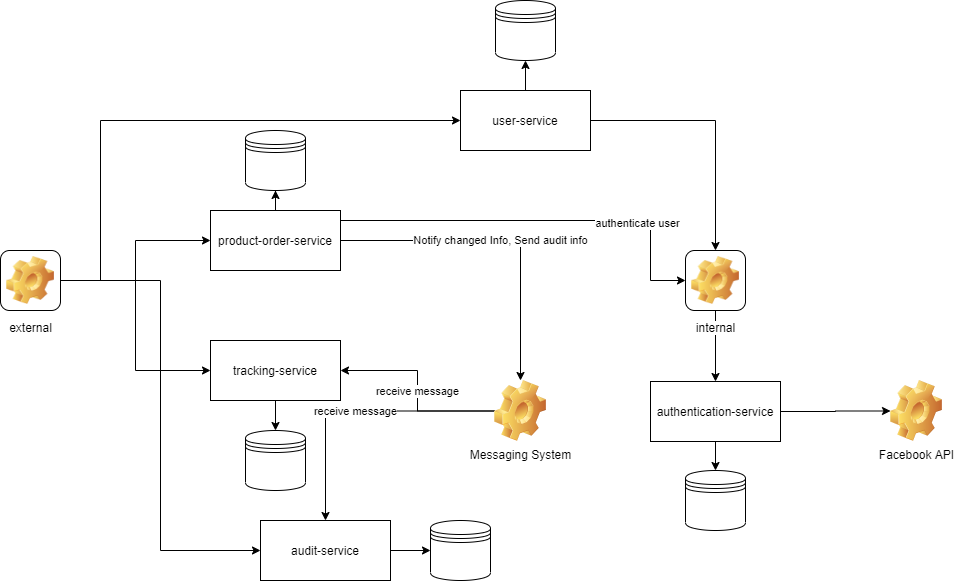 user-service
authenticate user
product-order-service
Notify changed Info, Send audit info
external
internal
tracking-service
receive message
receive message
authentication-service
Messaging System
Facebook API
audit-service